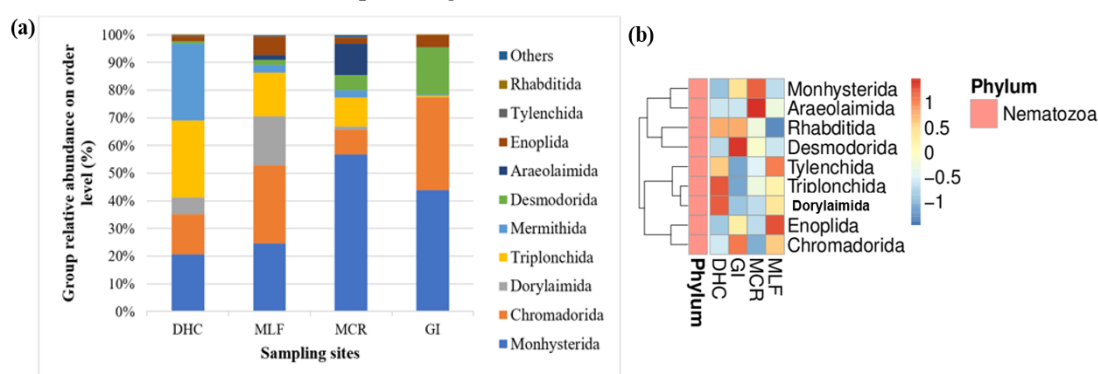 (a)
Group relative abundance on order
level (%)
100%
90%
80%
70%
60%
50%
40%
30%
20%
10%
0%
DHC MLF MCR GI
Sampling sites
Others
Rhabditida
Tylenchida
Enoplida
Araeolaimida
Desmodorida
Mermithida
Triplonchida
Dorylaimida
Chromadorida
Monhysterida
(b)
Monhysterida
Araeolaimida
Rhabditida
Desmodorida
Tylenchida
Triplonchida
Dorylaimida
Enoplida
Chromadorida
Phylum
DHC
GI
MCR
MLF
1
0.5
0
−0.5
−1
Phylum
Nematozoa